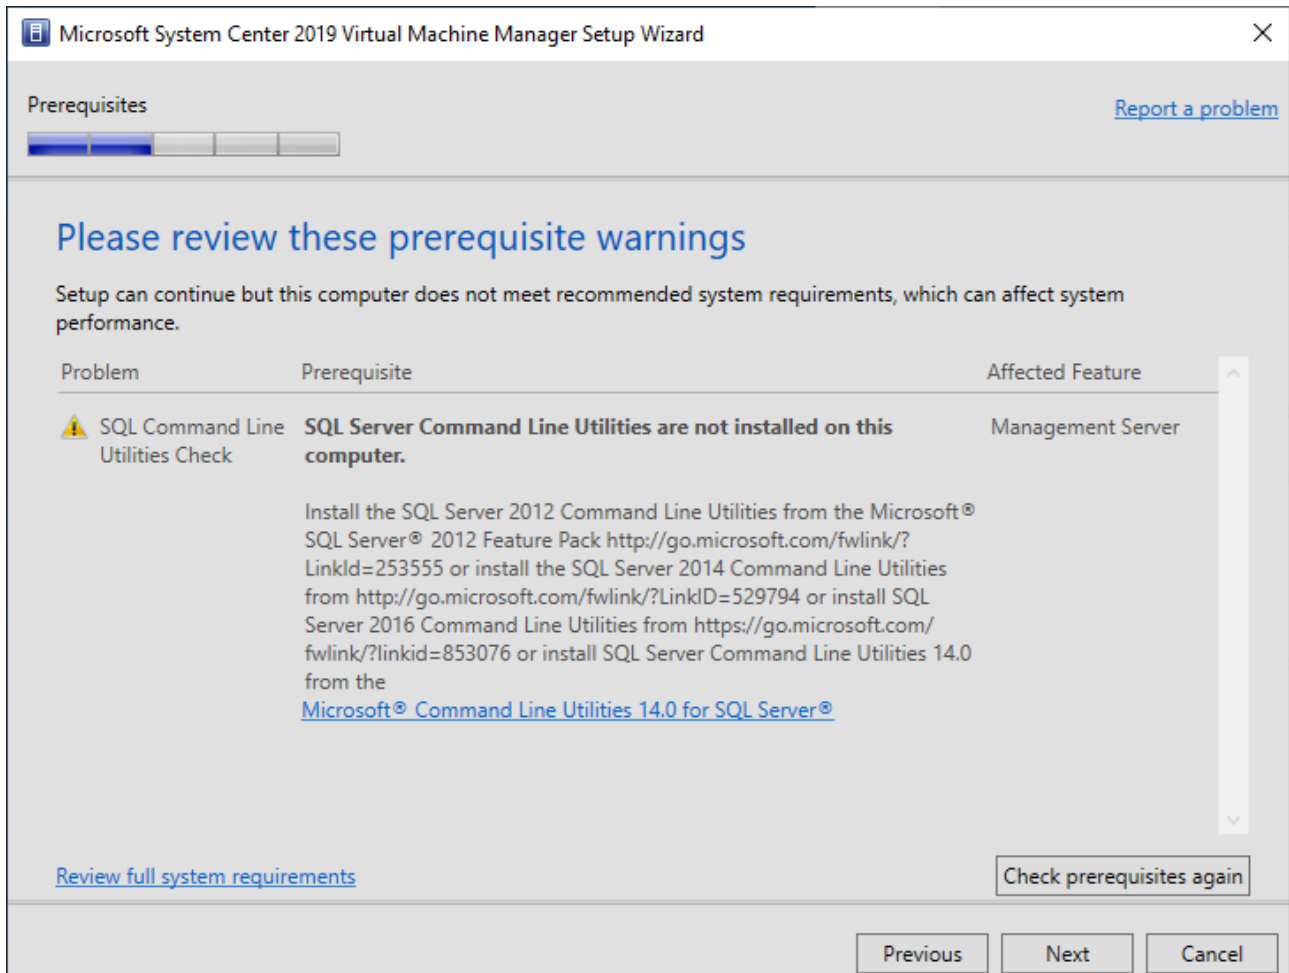 Microsoft System Center 2019 Virtual Machine Manager Setup Wizard
Prerequisites
Report a problem
Please review these prerequisite warnings
Setup can continue but this computer does not meet recommended system requirements, which can affect system
performance.
Problem Prerequisite Affected Feature
SQL Command Line SQL Server Command Line Utilities are not installed on this Management Server
Utilities Check computer.
Install the SQL Server 2012 Command Line Utilities from the Microsoft®
SQL Server® 2012 Feature Pack http://go.microsoft.com/fwlink/?
LinkId=253555 or install the SQL Server 2014 Command Line Utilities
from http://go.microsoft.com/fwlink/?LinkID=529794 or install SQL
Server 2016 Command Line Utilities from https://go.microsoft.com/
fwlink/?linkid=853076 or install SQL Server Command Line Utilities 14.0
from the
Microsoft® Command Line Utilities 14.0 for SQL Server®
Review full system requirements
Check prerequisites again
Previous Next Cancel